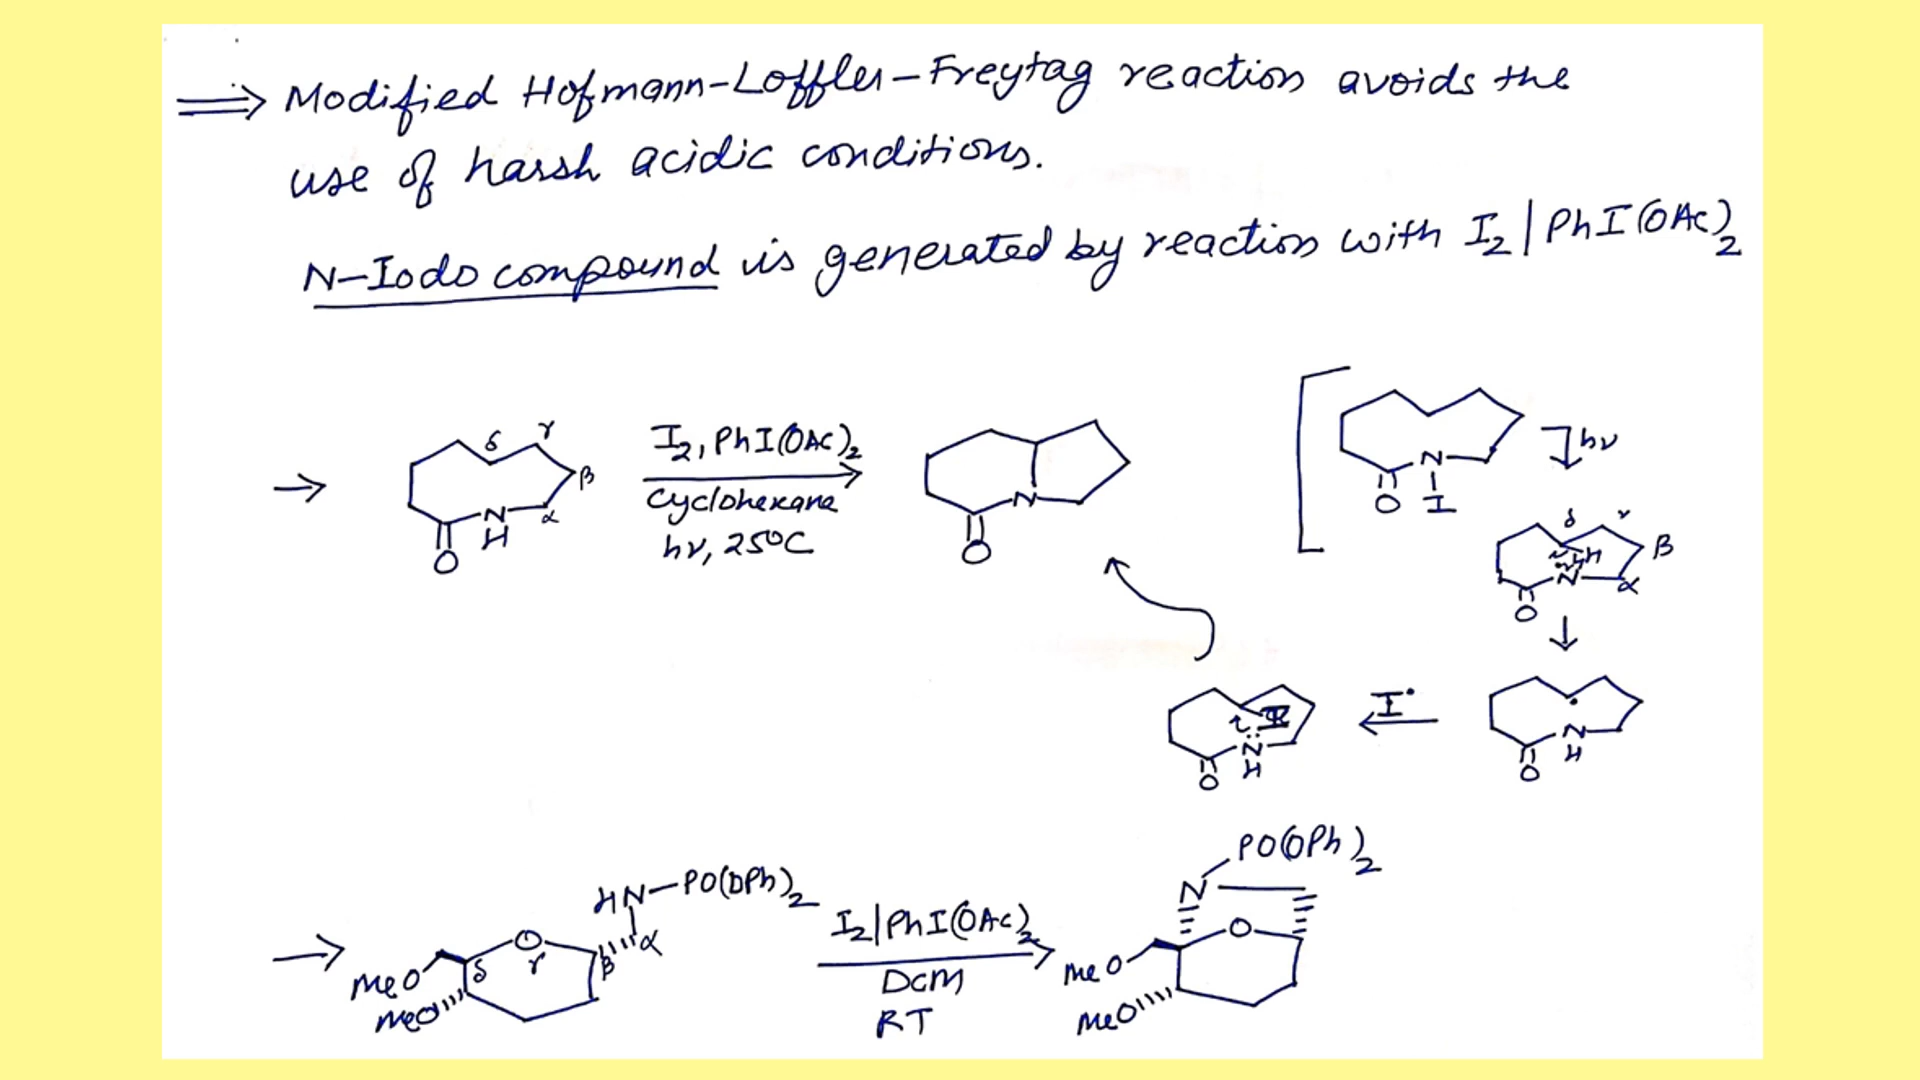 ⟹ Modified Hofmann-Loffler-Freytag reaction avoids the
use of harsh acidic conditions.
N-Iodo compound is generated by reaction with I₂ | PhI(OAc)₂
→ δ γ β α N H O
I₂, PhI(OAc)₂
Cyclohexane
hν, 25°C
N O
N I O
hν
δ γ β α H N O
↓
N H O
I•
I N H O
→ MeO MeO O δ γ β α HN-PO(OPh)₂
I₂|PhI(OAc)₂
DCM
RT
MeO MeO O N PO(OPh)₂